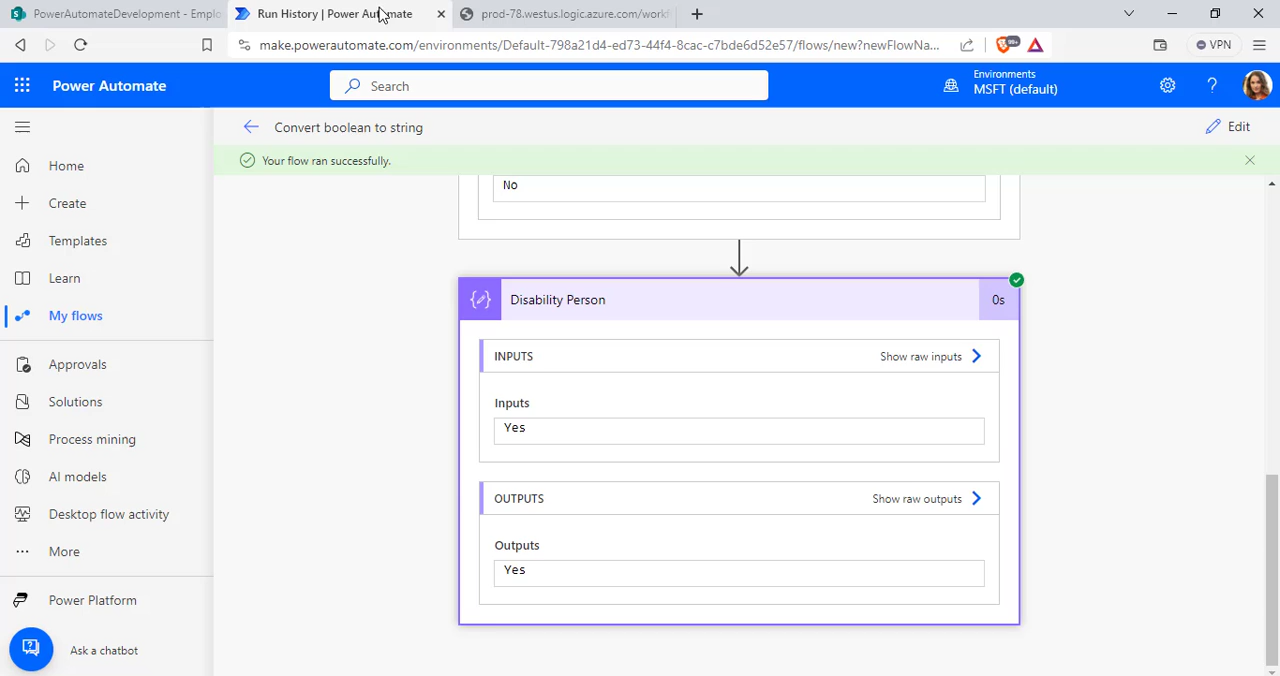 PowerAutomateDevelopment - Emplo
Run History | Power Automate
prod-78.westus.logic.azure.com/workf
make.powerautomate.com/environments/Default-798a21d4-ed73-44f4-8cac-c7bde6d52e57/flows/new?newFlowNa...
99+
VPN
Power Automate
Search
Environments
MSFT (default)
Convert boolean to string
Edit
Your flow ran successfully.
Home
Create
Templates
Learn
My flows
Approvals
Solutions
Process mining
AI models
Desktop flow activity
More
Power Platform
Ask a chatbot
No
Disability Person
0s
INPUTS
Show raw inputs
Inputs
Yes
OUTPUTS
Show raw outputs
Outputs
Yes